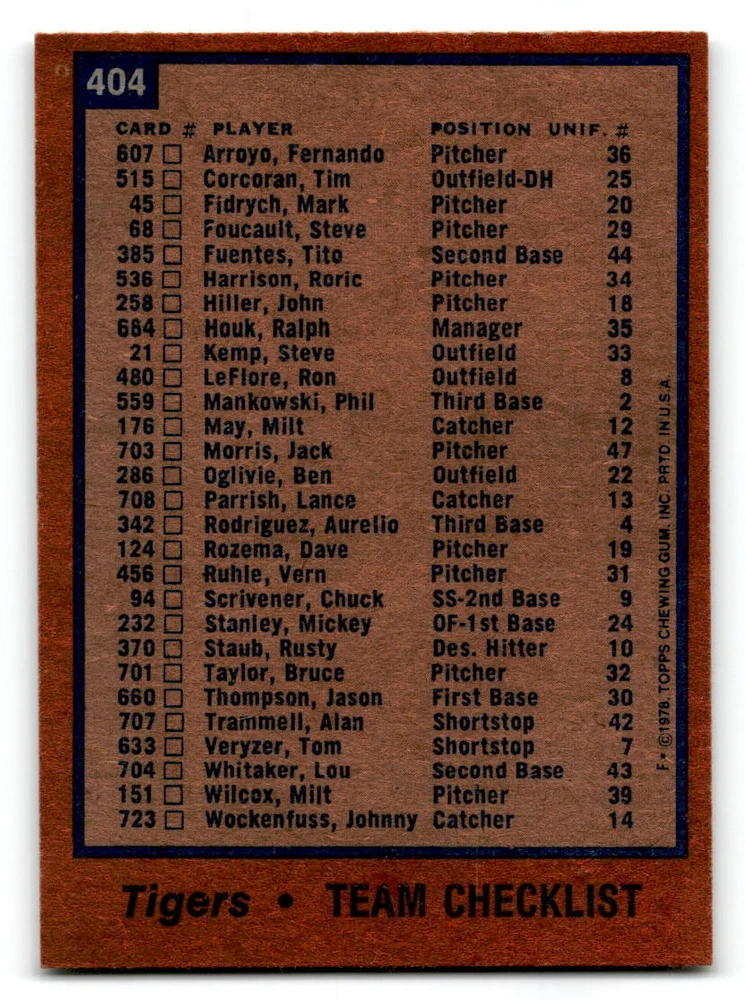 404
CARD # PLAYER POSITION UNIF. #
607 □ Arroyo, Fernando Pitcher 36
515 □ Corcoran, Tim Outfield-DH 25
45 □ Fidrych, Mark Pitcher 20
68 □ Foucault, Steve Pitcher 29
385 □ Fuentes, Tito Second Base 44
536 □ Harrison, Roric Pitcher 34
258 □ Hiller, John Pitcher 18
684 □ Houk, Ralph Manager 35
21 □ Kemp, Steve Outfield 33
480 □ LeFlore, Ron Outfield 8
559 □ Mankowski, Phil Third Base 2
176 □ May, Milt Catcher 12
703 □ Morris, Jack Pitcher 47
286 □ Oglivie, Ben Outfield 22
708 □ Parrish, Lance Catcher 13
342 □ Rodriguez, Aurelio Third Base 4
124 □ Rozema, Dave Pitcher 19
456 □ Ruhle, Vern Pitcher 31
94 □ Scrivener, Chuck SS-2nd Base 9
232 □ Stanley, Mickey OF-1st Base 24
370 □ Staub, Rusty Des. Hitter 10
701 □ Taylor, Bruce Pitcher 32
660 □ Thompson, Jason First Base 30
707 □ Trammell, Alan Shortstop 42
633 □ Veryzer, Tom Shortstop 7
704 □ Whitaker, Lou Second Base 43
151 □ Wilcox, Milt Pitcher 39
723 □ Wockenfuss, Johnny Catcher 14
F* ©1978, TOPPS CHEWING GUM, INC. PRTD. IN U.S.A.
Tigers • TEAM CHECKLIST